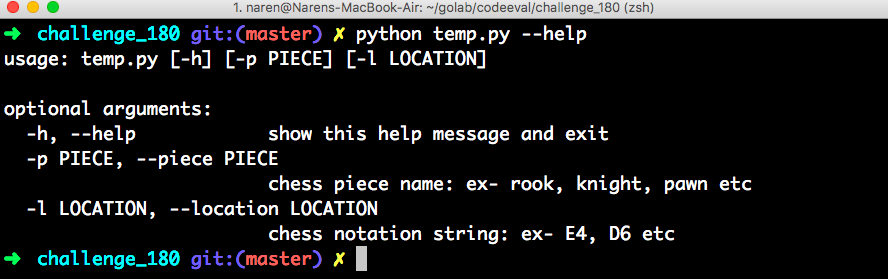 1. naren@Narens-MacBook-Air: ~/golab/codeeval/challenge_180 (zsh)
➜ challenge_180 git:(master) ✗ python temp.py --help
usage: temp.py [-h] [-p PIECE] [-l LOCATION]
optional arguments:
-h, --help show this help message and exit
-p PIECE, --piece PIECE
chess piece name: ex- rook, knight, pawn etc
-l LOCATION, --location LOCATION
chess notation string: ex- E4, D6 etc
➜ challenge_180 git:(master) ✗